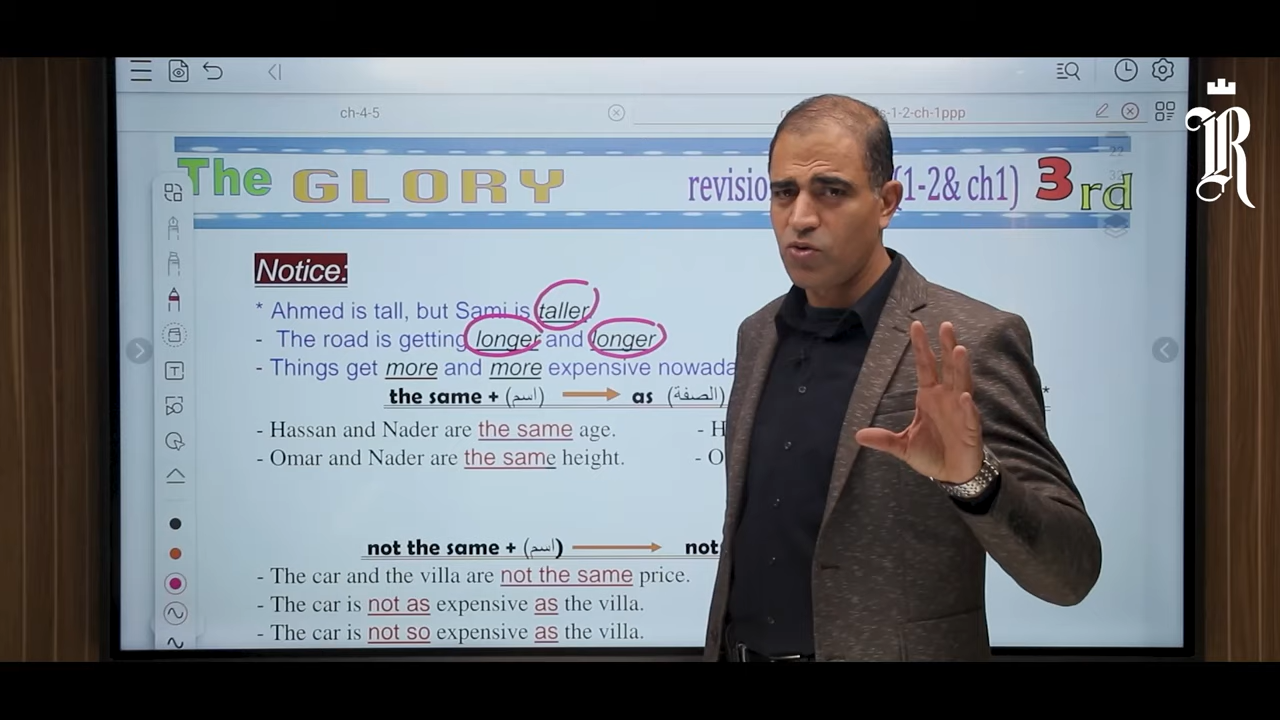 ch-4-5
s-1-2-ch-1ppp
The GLORY
revisio (1-2& ch1) 3rd
Notice:
* Ahmed is tall, but Sami is taller.
- The road is getting longer and longer
- Things get more and more expensive nowada
the same + (اسم) as (الصفة)
- Hassan and Nader are the same age. - H
- Omar and Nader are the same height. - O
not the same + (اسم) not
- The car and the villa are not the same price.
- The car is not as expensive as the villa.
- The car is not so expensive as the villa.